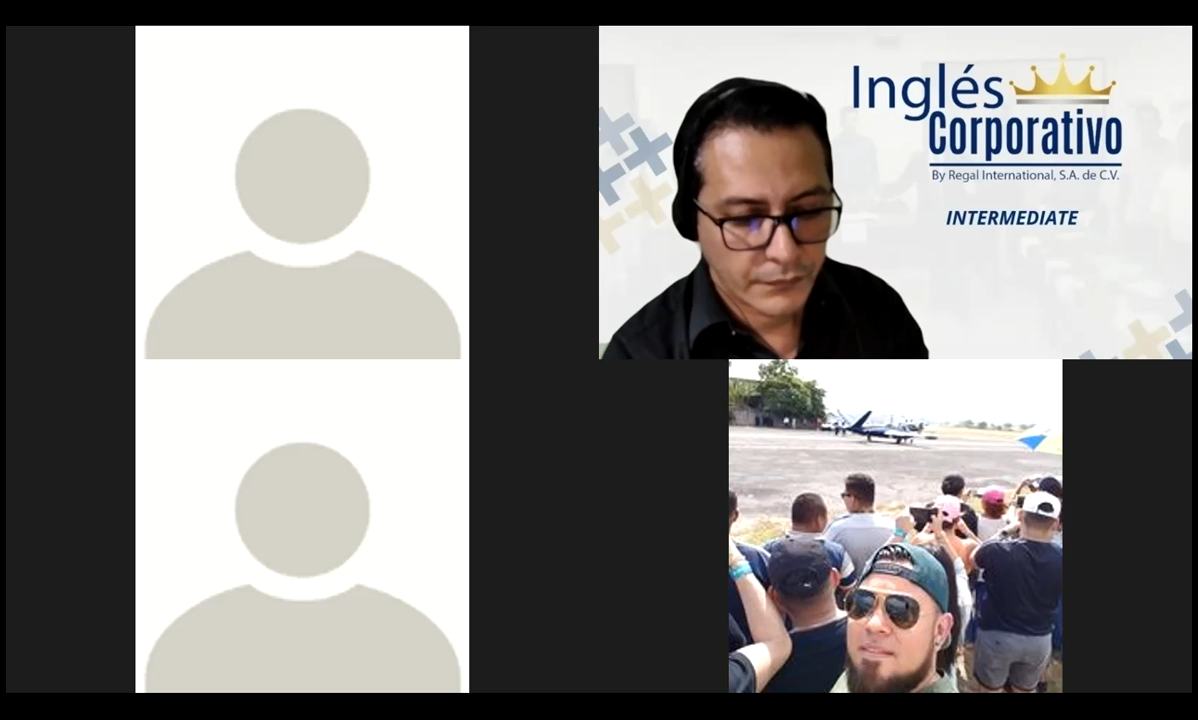 Inglés
Corporativo
By Regal International, S.A. de C.V.
INTERMEDIATE